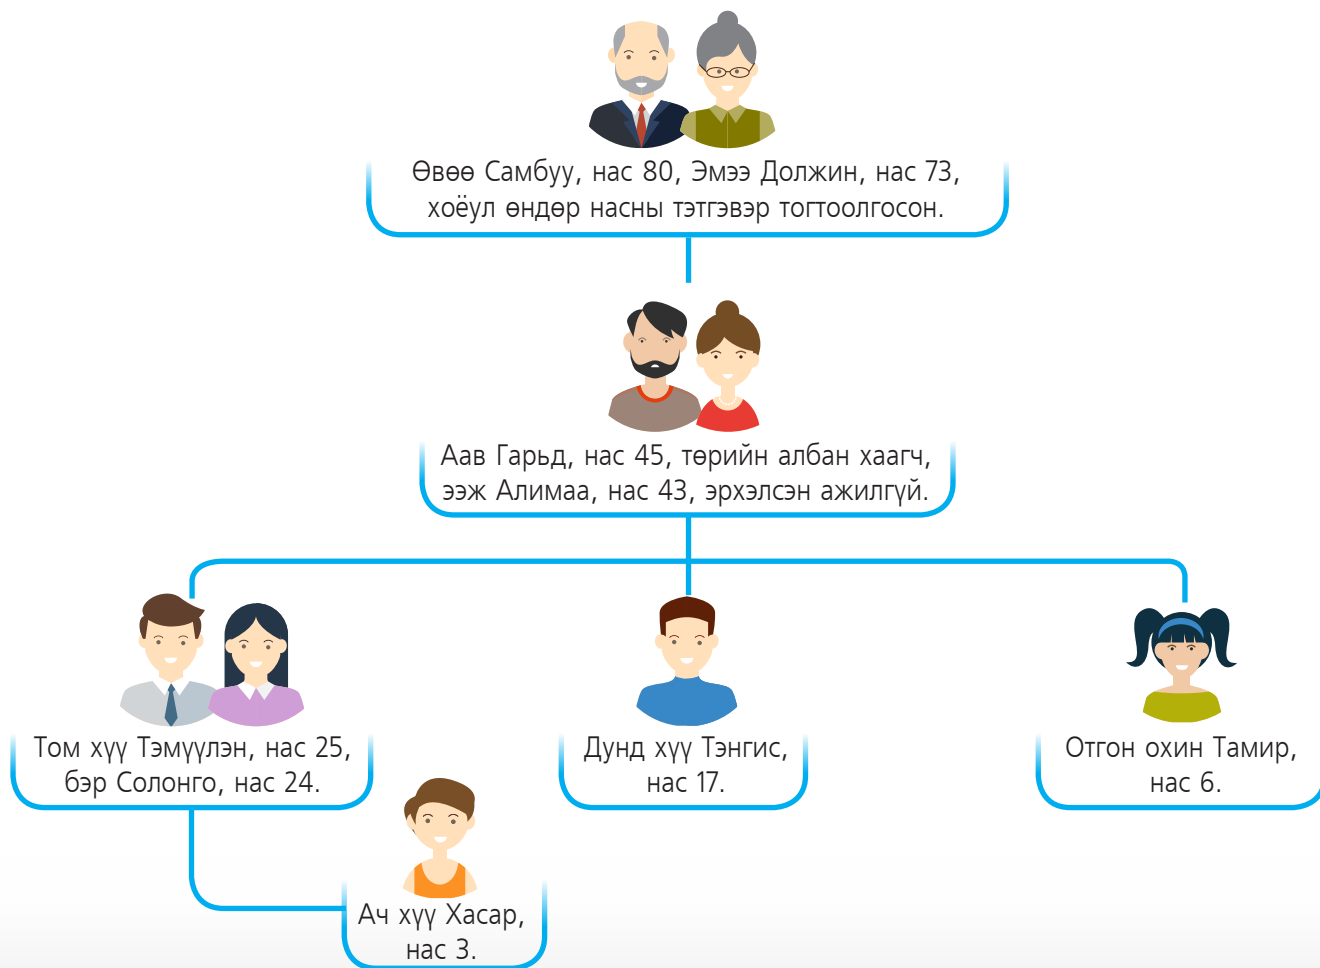 Өвөө Самбуу, нас 80, Эмээ Должин, нас 73,
хоёул өндөр насны тэтгэвэр тогтоолгосон.
Аав Гарьд, нас 45, төрийн албан хаагч,
ээж Алимаа, нас 43, эрхэлсэн ажилгүй.
Том хүү Тэмүүлэн, нас 25,
бэр Солонго, нас 24.
Дунд хүү Тэнгис,
нас 17.
Отгон охин Тамир,
нас 6.
Ач хүү Хасар,
нас 3.